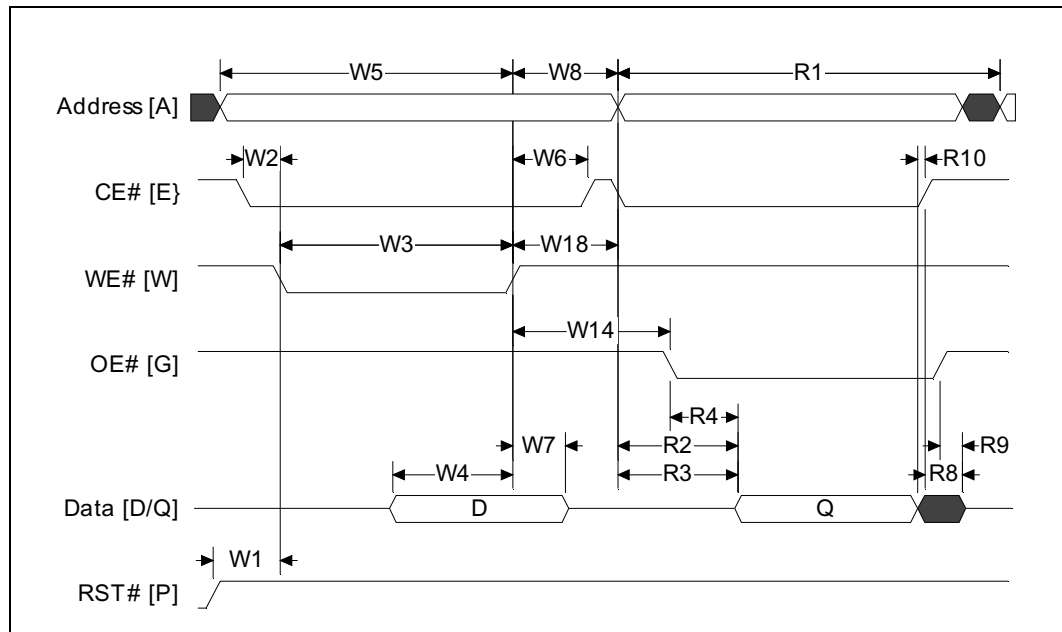 W5 W8 R1
Address [A]
W2 W6 R10
CE# [E}
W3 W18
WE# [W]
W14
OE# [G]
R4
W7 R2 R9
W4 R3 R8
Data [D/Q] D Q
W1
RST# [P]